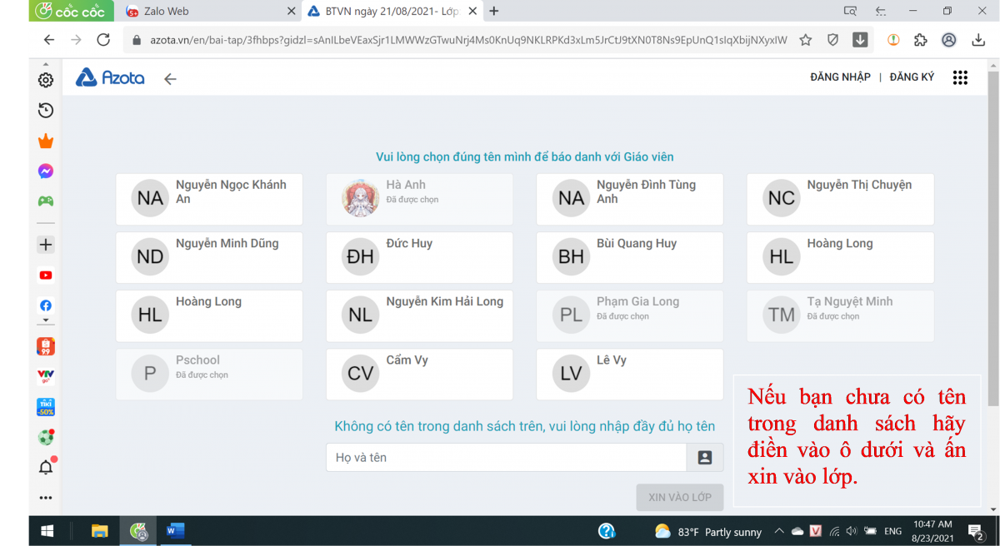 cốc cốc
Zalo Web
BTVN ngày 21/08/2021- Lớp
azota.vn/en/bai-tap/3fhbps?gidzl=sAnILbeVEaxSjr1LMWWzGTwuNrj4Ms0KnUq9NKLRPKd3xLm5JrCtJ9tXN0T8Ns9EpUnQ1sIqXbijNXyxIW
Azota
ĐĂNG NHẬP | ĐĂNG KÝ
Vui lòng chọn đúng tên mình để báo danh với Giáo viên
NA
Nguyễn Ngọc Khánh
An
Hà Anh
Đã được chọn
NA
Nguyễn Đình Tùng
Anh
NC
Nguyễn Thị Chuyện
ND
Nguyễn Minh Dũng
ĐH
Đức Huy
BH
Bùi Quang Huy
HL
Hoàng Long
HL
Hoàng Long
NL
Nguyễn Kim Hải Long
PL
Phạm Gia Long
Đã được chọn
TM
Tạ Nguyệt Minh
Đã được chọn
P
Pschool
Đã được chọn
CV
Cẩm Vy
LV
Lê Vy
Không có tên trong danh sách trên, vui lòng nhập đầy đủ họ tên
Họ và tên
XIN VÀO LỚP
Nếu bạn chưa có tên
trong danh sách hãy
điền vào ô dưới và ấn
xin vào lớp.
99
VTV
go
TIKI
-50%
83°F Partly sunny
ENG
10:47 AM
8/23/2021
2